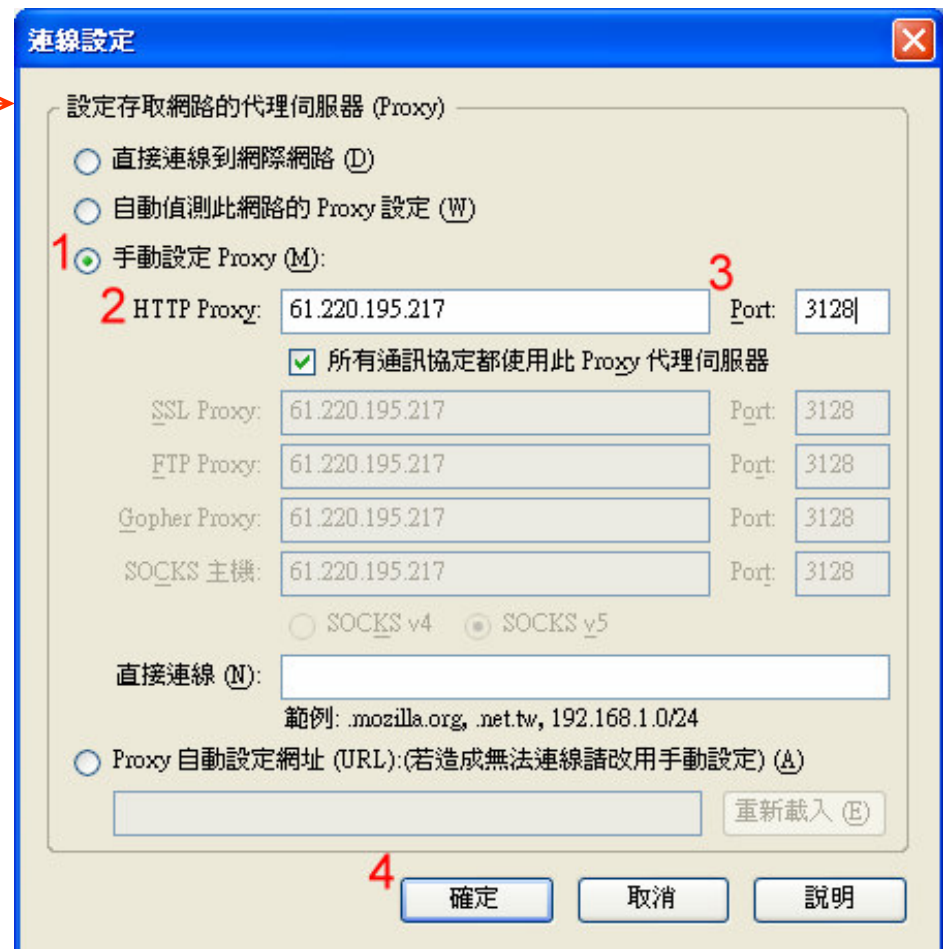 連線設定
設定存取網路的代理伺服器 (Proxy)
直接連線到網際網路 (D)
自動偵測此網路的 Proxy 設定 (W)
1 手動設定 Proxy (M):
2 HTTP Proxy: 61.220.195.217 3 Port: 3128
所有通訊協定都使用此 Proxy 代理伺服器
SSL Proxy: 61.220.195.217 Port: 3128
FTP Proxy: 61.220.195.217 Port: 3128
Gopher Proxy: 61.220.195.217 Port: 3128
SOCKS 主機: 61.220.195.217 Port: 3128
SOCKS v4 SOCKS v5
直接連線 (N):
範例: .mozilla.org, .net.tw, 192.168.1.0/24
Proxy 自動設定網址 (URL):(若造成無法連線請改用手動設定) (A)
重新載入 (E)
4 確定 取消 說明